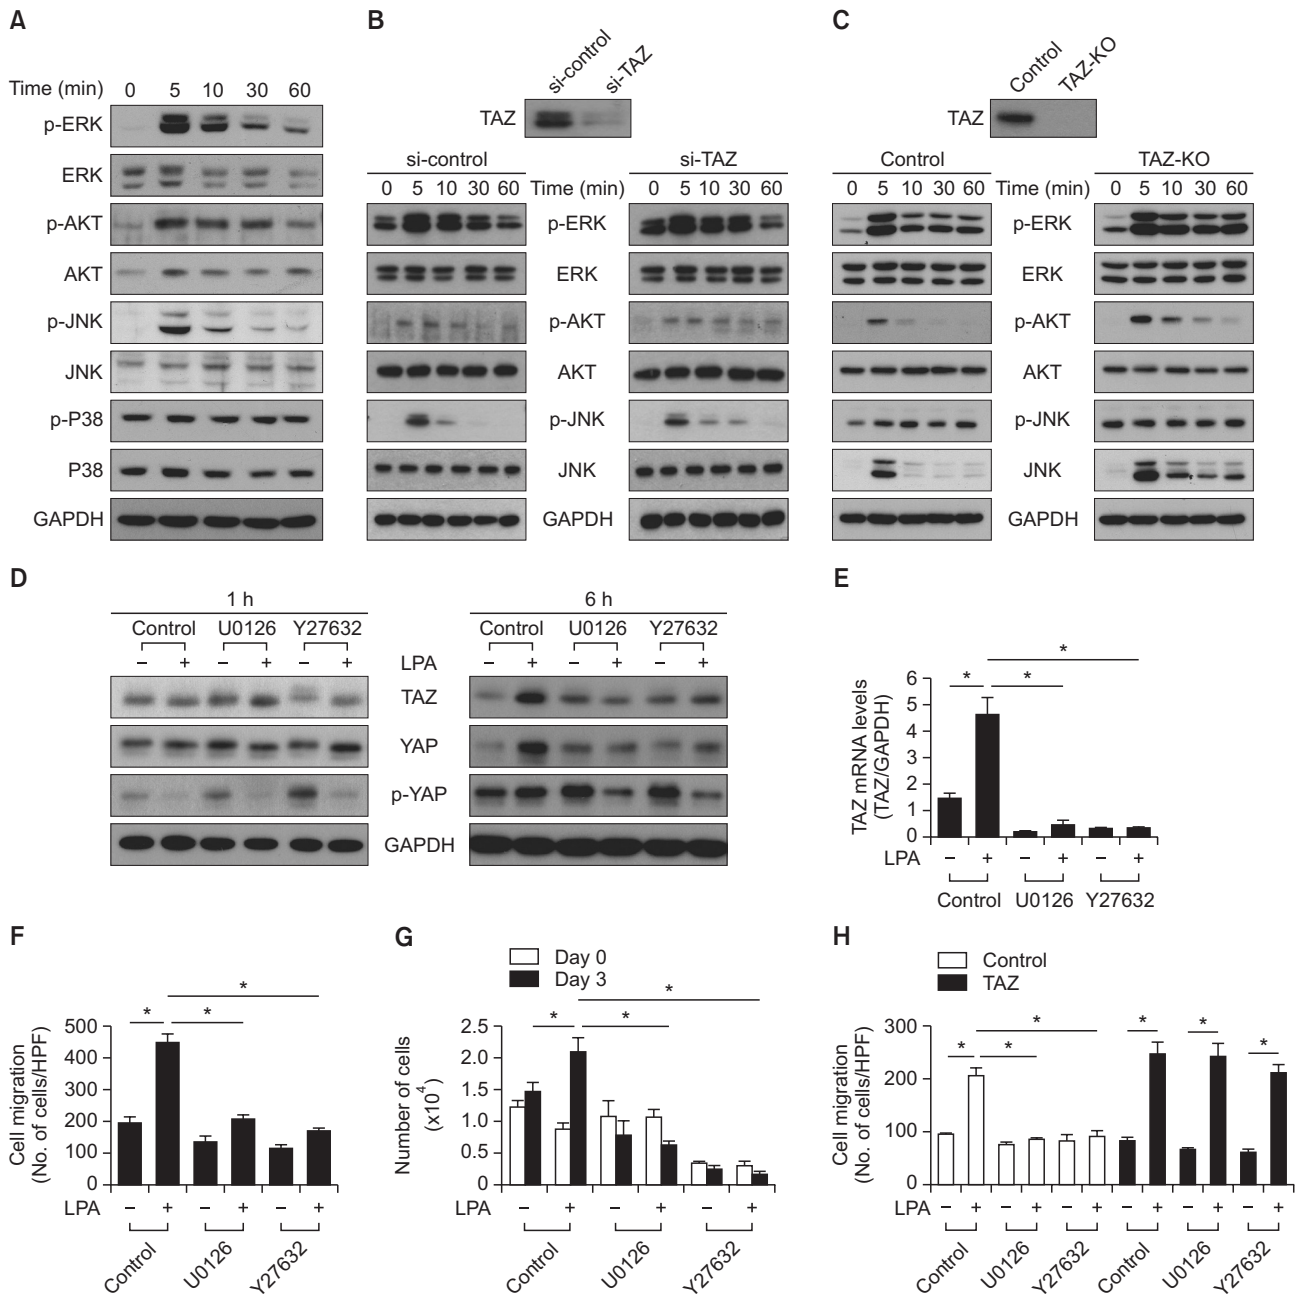 A
Time (min) 0 5 10 30 60
p-ERK
ERK
p-AKT
AKT
p-JNK
JNK
p-P38
P38
GAPDH
B
si-control si-TAZ
TAZ
si-control si-TAZ
0 5 10 30 60 Time (min) 0 5 10 30 60
p-ERK
ERK
p-AKT
AKT
p-JNK
JNK
GAPDH
C
Control TAZ-KO
TAZ
Control TAZ-KO
0 5 10 30 60 Time (min) 0 5 10 30 60
p-ERK
ERK
p-AKT
AKT
p-JNK
JNK
GAPDH
D
1 h 6 h
Control U0126 Y27632 Control U0126 Y27632
− + − + − + LPA − + − + − +
TAZ
YAP
p-YAP
GAPDH
E
TAZ mRNA levels
(TAZ/GAPDH)
6
5
4
3
2
1
0
* * *
LPA − + − + − +
Control U0126 Y27632
F
Cell migration
(No. of cells/HPF)
500
400
300
200
100
0
* * *
LPA − + − + − +
Control U0126 Y27632
G
Day 0
Day 3
Number of cells
(x10⁴)
2.5
2.0
1.5
1.0
0.5
0
* * *
LPA − + − + − +
Control U0126 Y27632
H
Control
TAZ
Cell migration
(No. of cells/HPF)
300
200
100
0
* * * * * *
LPA − + − + − + − + − + − +
Control U0126 Y27632 Control U0126 Y27632